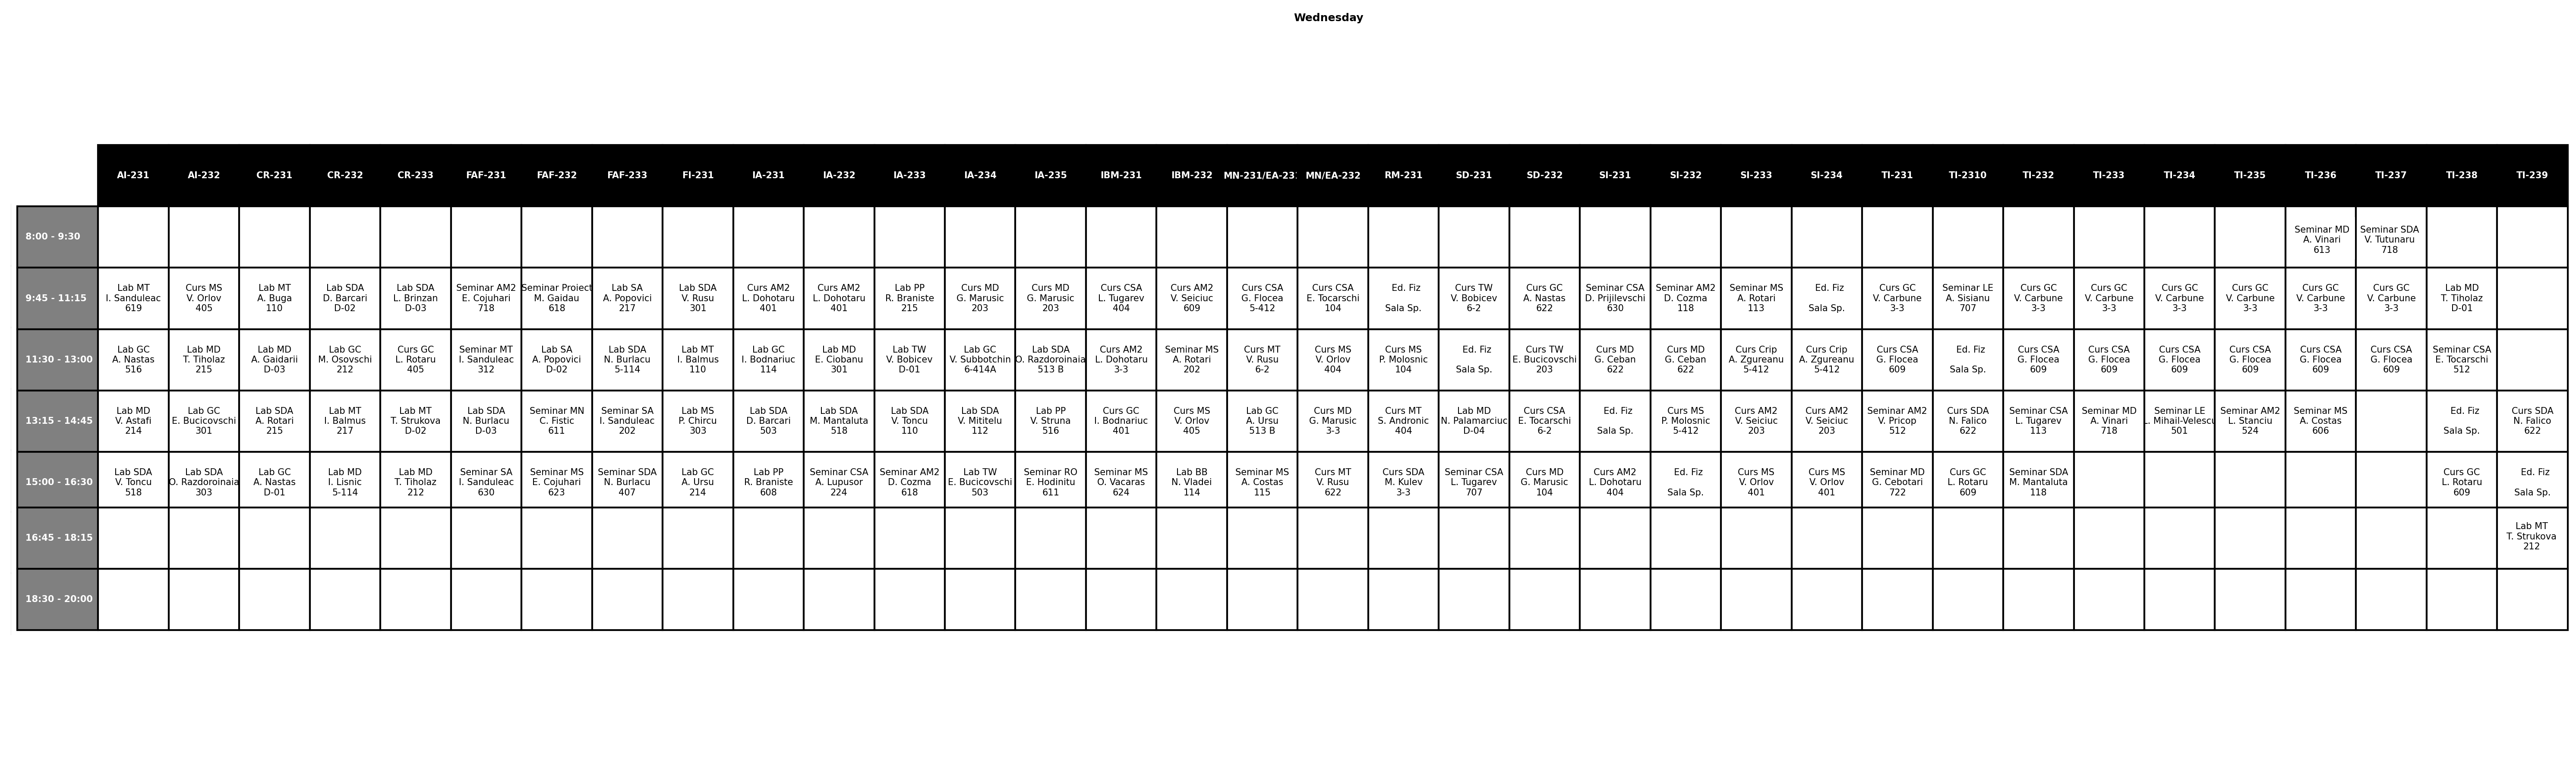 Wednesday
AI-231 AI-232 CR-231 CR-232 CR-233 FAF-231 FAF-232 FAF-233 FI-231 IA-231 IA-232 IA-233 IA-234 IA-235 IBM-231 IBM-232 MN-231/EA-231 MN/EA-232 RM-231 SD-231 SD-232 SI-231 SI-232 SI-233 SI-234 TI-231 TI-2310 TI-232 TI-233 TI-234 TI-235 TI-236 TI-237 TI-238 TI-239
8:00 - 9:30
Seminar MD
A. Vinari
613
Seminar SDA
V. Tutunaru
718
9:45 - 11:15
Lab MT
I. Sanduleac
619
Curs MS
V. Orlov
405
Lab MT
A. Buga
110
Lab SDA
D. Barcari
D-02
Lab SDA
L. Brinzan
D-03
Seminar AM2
E. Cojuhari
718
Seminar Proiect
M. Gaidau
618
Lab SA
A. Popovici
217
Lab SDA
V. Rusu
301
Curs AM2
L. Dohotaru
401
Curs AM2
L. Dohotaru
401
Lab PP
R. Braniste
215
Curs MD
G. Marusic
203
Curs MD
G. Marusic
203
Curs CSA
L. Tugarev
404
Curs AM2
V. Seiciuc
609
Curs CSA
G. Flocea
5-412
Curs CSA
E. Tocarschi
104
Ed. Fiz
Sala Sp.
Curs TW
V. Bobicev
6-2
Curs GC
A. Nastas
622
Seminar CSA
D. Prijilevschi
630
Seminar AM2
D. Cozma
118
Seminar MS
A. Rotari
113
Ed. Fiz
Sala Sp.
Curs GC
V. Carbune
3-3
Seminar LE
A. Sisianu
707
Curs GC
V. Carbune
3-3
Curs GC
V. Carbune
3-3
Curs GC
V. Carbune
3-3
Curs GC
V. Carbune
3-3
Curs GC
V. Carbune
3-3
Curs GC
V. Carbune
3-3
Lab MD
T. Tiholaz
D-01
11:30 - 13:00
Lab GC
A. Nastas
516
Lab MD
T. Tiholaz
215
Lab MD
A. Gaidarii
D-03
Lab GC
M. Osovschi
212
Curs GC
L. Rotaru
405
Seminar MT
I. Sanduleac
312
Lab SA
A. Popovici
D-02
Lab SDA
N. Burlacu
5-114
Lab MT
I. Balmus
110
Lab GC
I. Bodnariuc
114
Lab MD
E. Ciobanu
301
Lab TW
V. Bobicev
D-01
Lab GC
V. Subbotchin
6-414A
Lab SDA
O. Razdoroinaia
513 B
Curs AM2
L. Dohotaru
3-3
Seminar MS
A. Rotari
202
Curs MT
V. Rusu
6-2
Curs MS
V. Orlov
404
Curs MS
P. Molosnic
104
Ed. Fiz
Sala Sp.
Curs TW
E. Bucicovschi
203
Curs MD
G. Ceban
622
Curs MD
G. Ceban
622
Curs Crip
A. Zgureanu
5-412
Curs Crip
A. Zgureanu
5-412
Curs CSA
G. Flocea
609
Ed. Fiz
Sala Sp.
Curs CSA
G. Flocea
609
Curs CSA
G. Flocea
609
Curs CSA
G. Flocea
609
Curs CSA
G. Flocea
609
Curs CSA
G. Flocea
609
Curs CSA
G. Flocea
609
Seminar CSA
E. Tocarschi
512
13:15 - 14:45
Lab MD
V. Astafi
214
Lab GC
E. Bucicovschi
301
Lab SDA
A. Rotari
215
Lab MT
I. Balmus
217
Lab MT
T. Strukova
D-02
Lab SDA
N. Burlacu
D-03
Seminar MN
C. Fistic
611
Seminar SA
I. Sanduleac
202
Lab MS
P. Chircu
303
Lab SDA
D. Barcari
503
Lab SDA
M. Mantaluta
518
Lab SDA
V. Toncu
110
Lab SDA
V. Mititelu
112
Lab PP
V. Struna
516
Curs GC
I. Bodnariuc
401
Curs MS
V. Orlov
405
Lab GC
A. Ursu
513 B
Curs MD
G. Marusic
3-3
Curs MT
S. Andronic
404
Lab MD
N. Palamarciuc
D-04
Curs CSA
E. Tocarschi
6-2
Ed. Fiz
Sala Sp.
Curs MS
P. Molosnic
5-412
Curs AM2
V. Seiciuc
203
Curs AM2
V. Seiciuc
203
Seminar AM2
V. Pricop
512
Curs SDA
N. Falico
622
Seminar CSA
L. Tugarev
113
Seminar MD
A. Vinari
718
Seminar LE
L. Mihail-Velescu
501
Seminar AM2
L. Stanciu
524
Seminar MS
A. Costas
606
Ed. Fiz
Sala Sp.
Curs SDA
N. Falico
622
15:00 - 16:30
Lab SDA
V. Toncu
518
Lab SDA
O. Razdoroinaia
303
Lab GC
A. Nastas
D-01
Lab MD
I. Lisnic
5-114
Lab MD
T. Tiholaz
212
Seminar SA
I. Sanduleac
630
Seminar MS
E. Cojuhari
623
Seminar SDA
N. Burlacu
407
Lab GC
A. Ursu
214
Lab PP
R. Braniste
608
Seminar CSA
A. Lupusor
224
Seminar AM2
D. Cozma
618
Lab TW
E. Bucicovschi
503
Seminar RO
E. Hodinitu
611
Seminar MS
O. Vacaras
624
Lab BB
N. Vladei
114
Seminar MS
A. Costas
115
Curs MT
V. Rusu
622
Curs SDA
M. Kulev
3-3
Seminar CSA
L. Tugarev
707
Curs MD
G. Marusic
104
Curs AM2
L. Dohotaru
404
Ed. Fiz
Sala Sp.
Curs MS
V. Orlov
401
Curs MS
V. Orlov
401
Seminar MD
G. Cebotari
722
Curs GC
L. Rotaru
609
Seminar SDA
M. Mantaluta
118
Curs GC
L. Rotaru
609
Ed. Fiz
Sala Sp.
16:45 - 18:15
Lab MT
T. Strukova
212
18:30 - 20:00